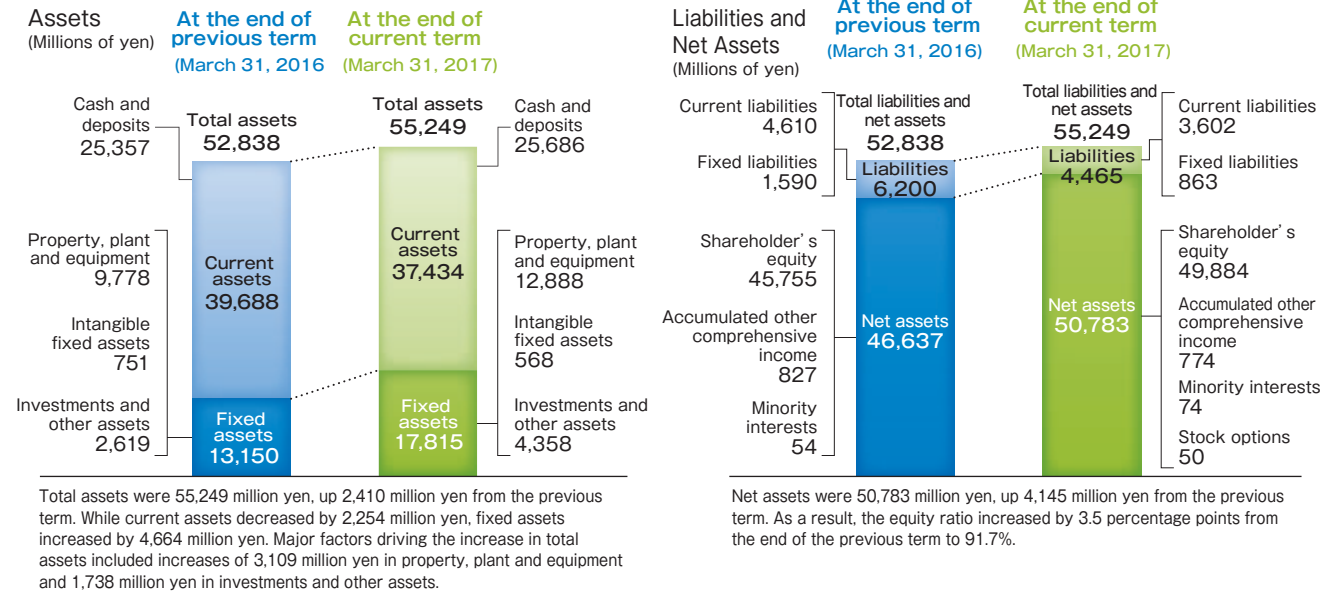 Assets
(Millions of yen)
At the end of
previous term
(March 31, 2016
At the end of
current term
(March 31, 2017)
Cash and
deposits
25,357
Total assets
52,838
Total assets
55,249
Cash and
deposits
25,686
Property, plant
and equipment
9,778
Intangible
fixed assets
751
Investments and
other assets
2,619
Current
assets
39,688
Fixed
assets
13,150
Current
assets
37,434
Fixed
assets
17,815
Property, plant
and equipment
12,888
Intangible
fixed assets
568
Investments and
other assets
4,358
Total assets were 55,249 million yen, up 2,410 million yen from the previous
term. While current assets decreased by 2,254 million yen, fixed assets
increased by 4,664 million yen. Major factors driving the increase in total
assets included increases of 3,109 million yen in property, plant and equipment
and 1,738 million yen in investments and other assets.
Liabilities and
Net Assets
(Millions of yen)
At the end of
previous term
(March 31, 2016)
At the end of
current term
(March 31, 2017)
Current liabilities
4,610
Fixed liabilities
1,590
Total liabilities and
net assets
52,838
Liabilities
6,200
Total liabilities and
net assets
55,249
Liabilities
4,465
Current liabilities
3,602
Fixed liabilities
863
Shareholder's
equity
45,755
Accumulated other
comprehensive
income
827
Minority
interests
54
Net assets
46,637
Net assets
50,783
Shareholder's
equity
49,884
Accumulated other
comprehensive
income
774
Minority interests
74
Stock options
50
Net assets were 50,783 million yen, up 4,145 million yen from the previous
term. As a result, the equity ratio increased by 3.5 percentage points from
the end of the previous term to 91.7%.